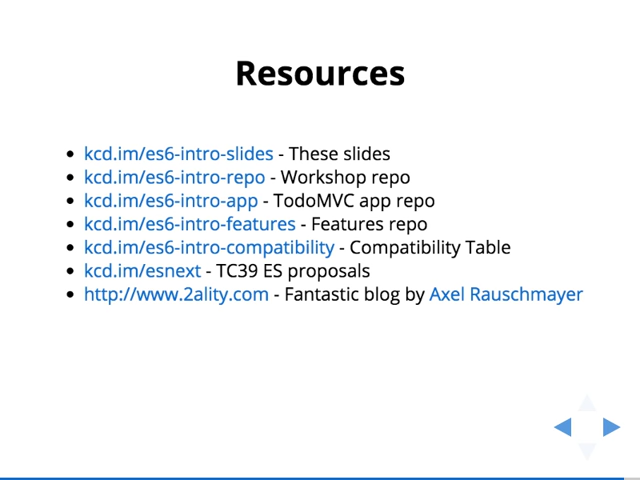 Resources
• kcd.im/es6-intro-slides - These slides
• kcd.im/es6-intro-repo - Workshop repo
• kcd.im/es6-intro-app - TodoMVC app repo
• kcd.im/es6-intro-features - Features repo
• kcd.im/es6-intro-compatibility - Compatibility Table
• kcd.im/esnext - TC39 ES proposals
• http://www.2ality.com - Fantastic blog by Axel Rauschmayer